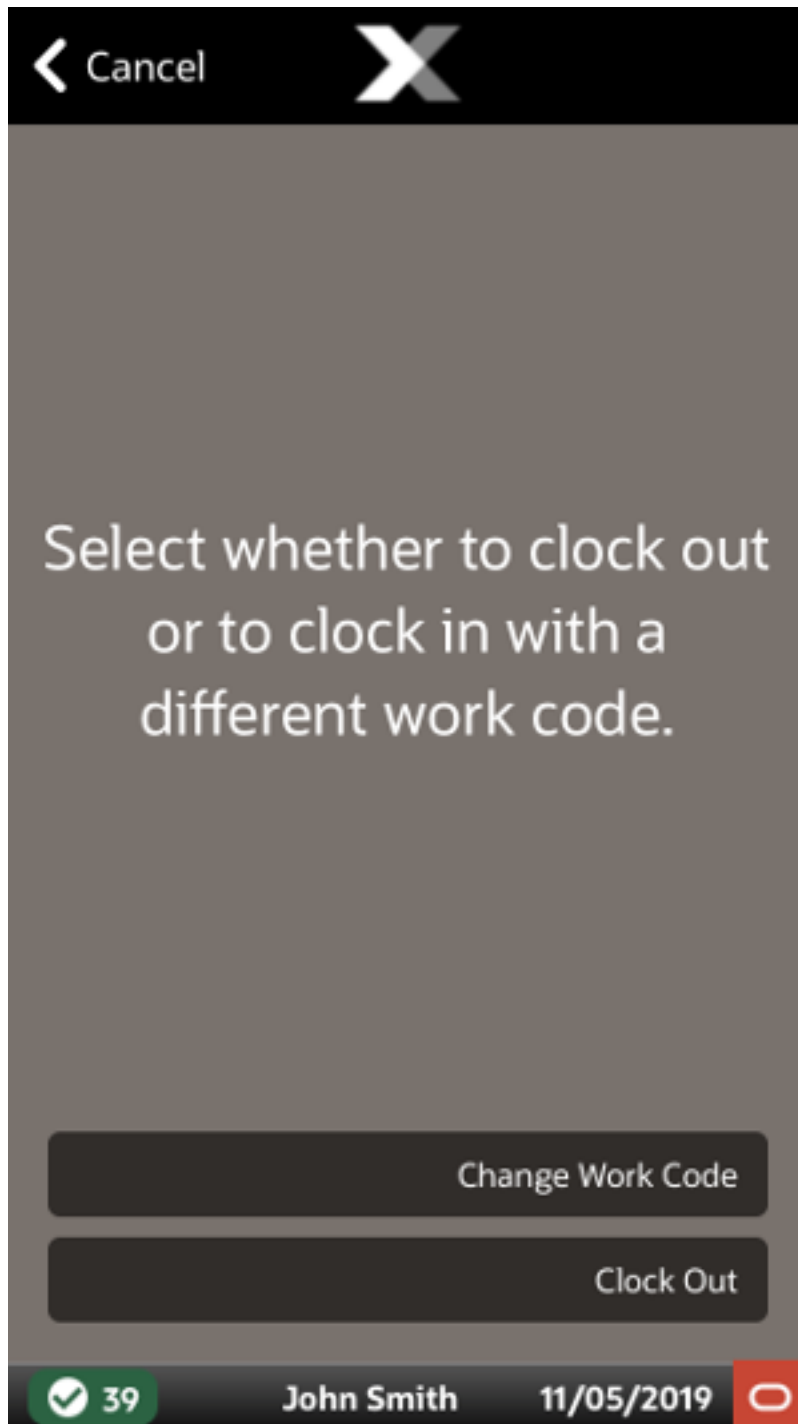 Cancel
Select whether to clock out
or to clock in with a
different work code.
Change Work Code
Clock Out
39 John Smith 11/05/2019